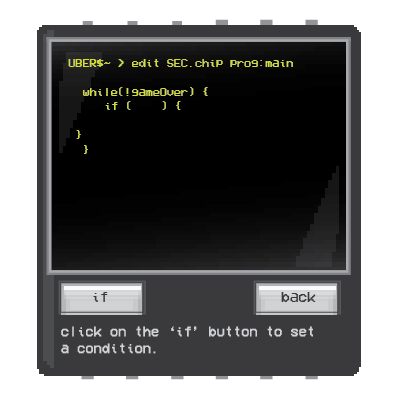 UBER$~ > edit SEC.chip Prog:main
while(!gameOver) {
if (    ) {
}
}
if
back
click on the ‘if’ button to set
a condition.